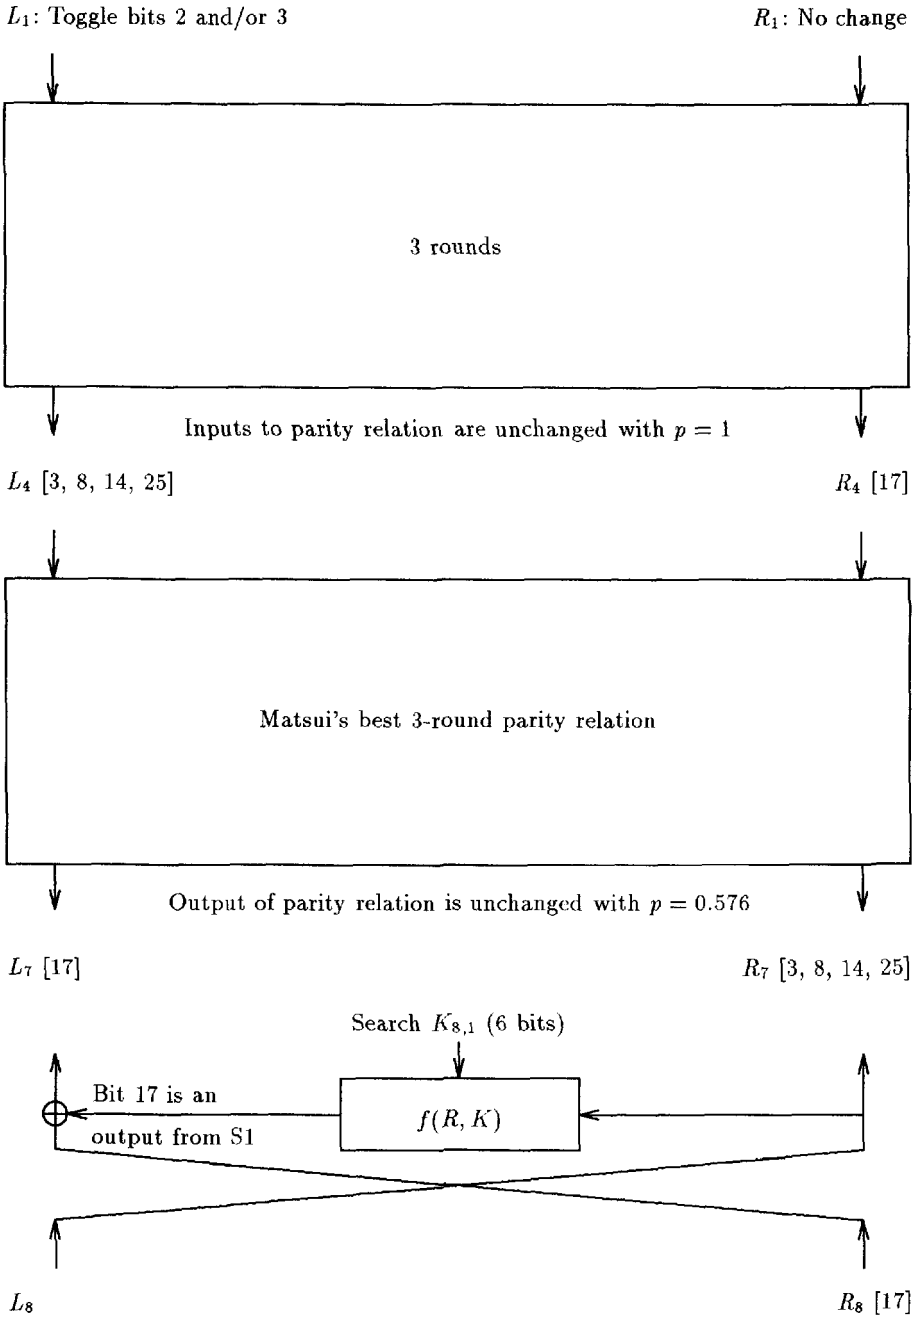 L₁: Toggle bits 2 and/or 3
R₁: No change
3 rounds
Inputs to parity relation are unchanged with p = 1
L₄ [3, 8, 14, 25]
R₄ [17]
Matsui's best 3-round parity relation
Output of parity relation is unchanged with p = 0.576
L₇ [17]
R₇ [3, 8, 14, 25]
Search K₈,₁ (6 bits)
Bit 17 is an
output from S1
f(R, K)
L₈
R₈ [17]